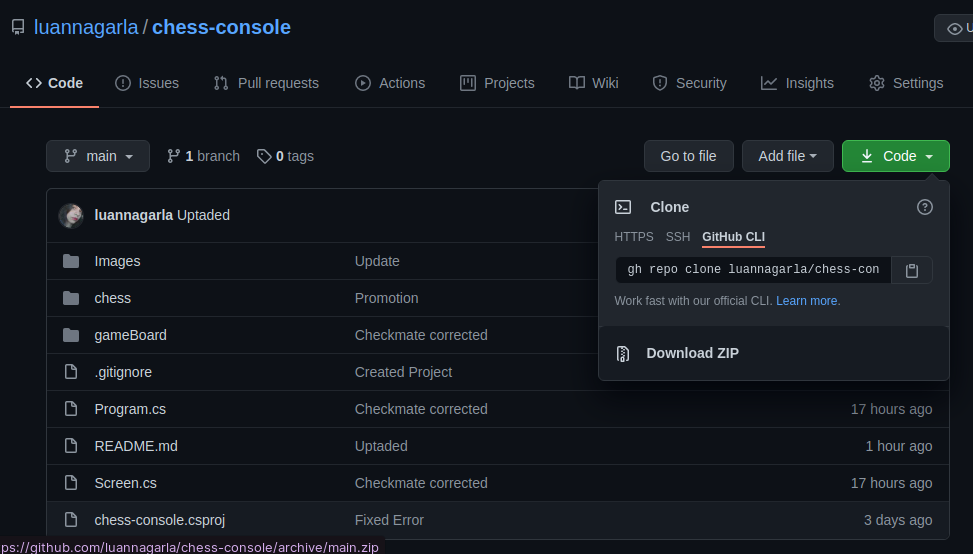 luannagarla / chess-console
Code Issues Pull requests Actions Projects Wiki Security Insights Settings
main 1 branch 0 tags Go to file Add file Code
luannagarla Uptaded
Clone
HTTPS SSH GitHub CLI
gh repo clone luannagarla/chess-con
Work fast with our official CLI. Learn more.
Download ZIP
Images Update
chess Promotion
gameBoard Checkmate corrected
.gitignore Created Project
Program.cs Checkmate corrected 17 hours ago
README.md Uptaded 1 hour ago
Screen.cs Checkmate corrected 17 hours ago
chess-console.csproj Fixed Error 3 days ago
ps://github.com/luannagarla/chess-console/archive/main.zip